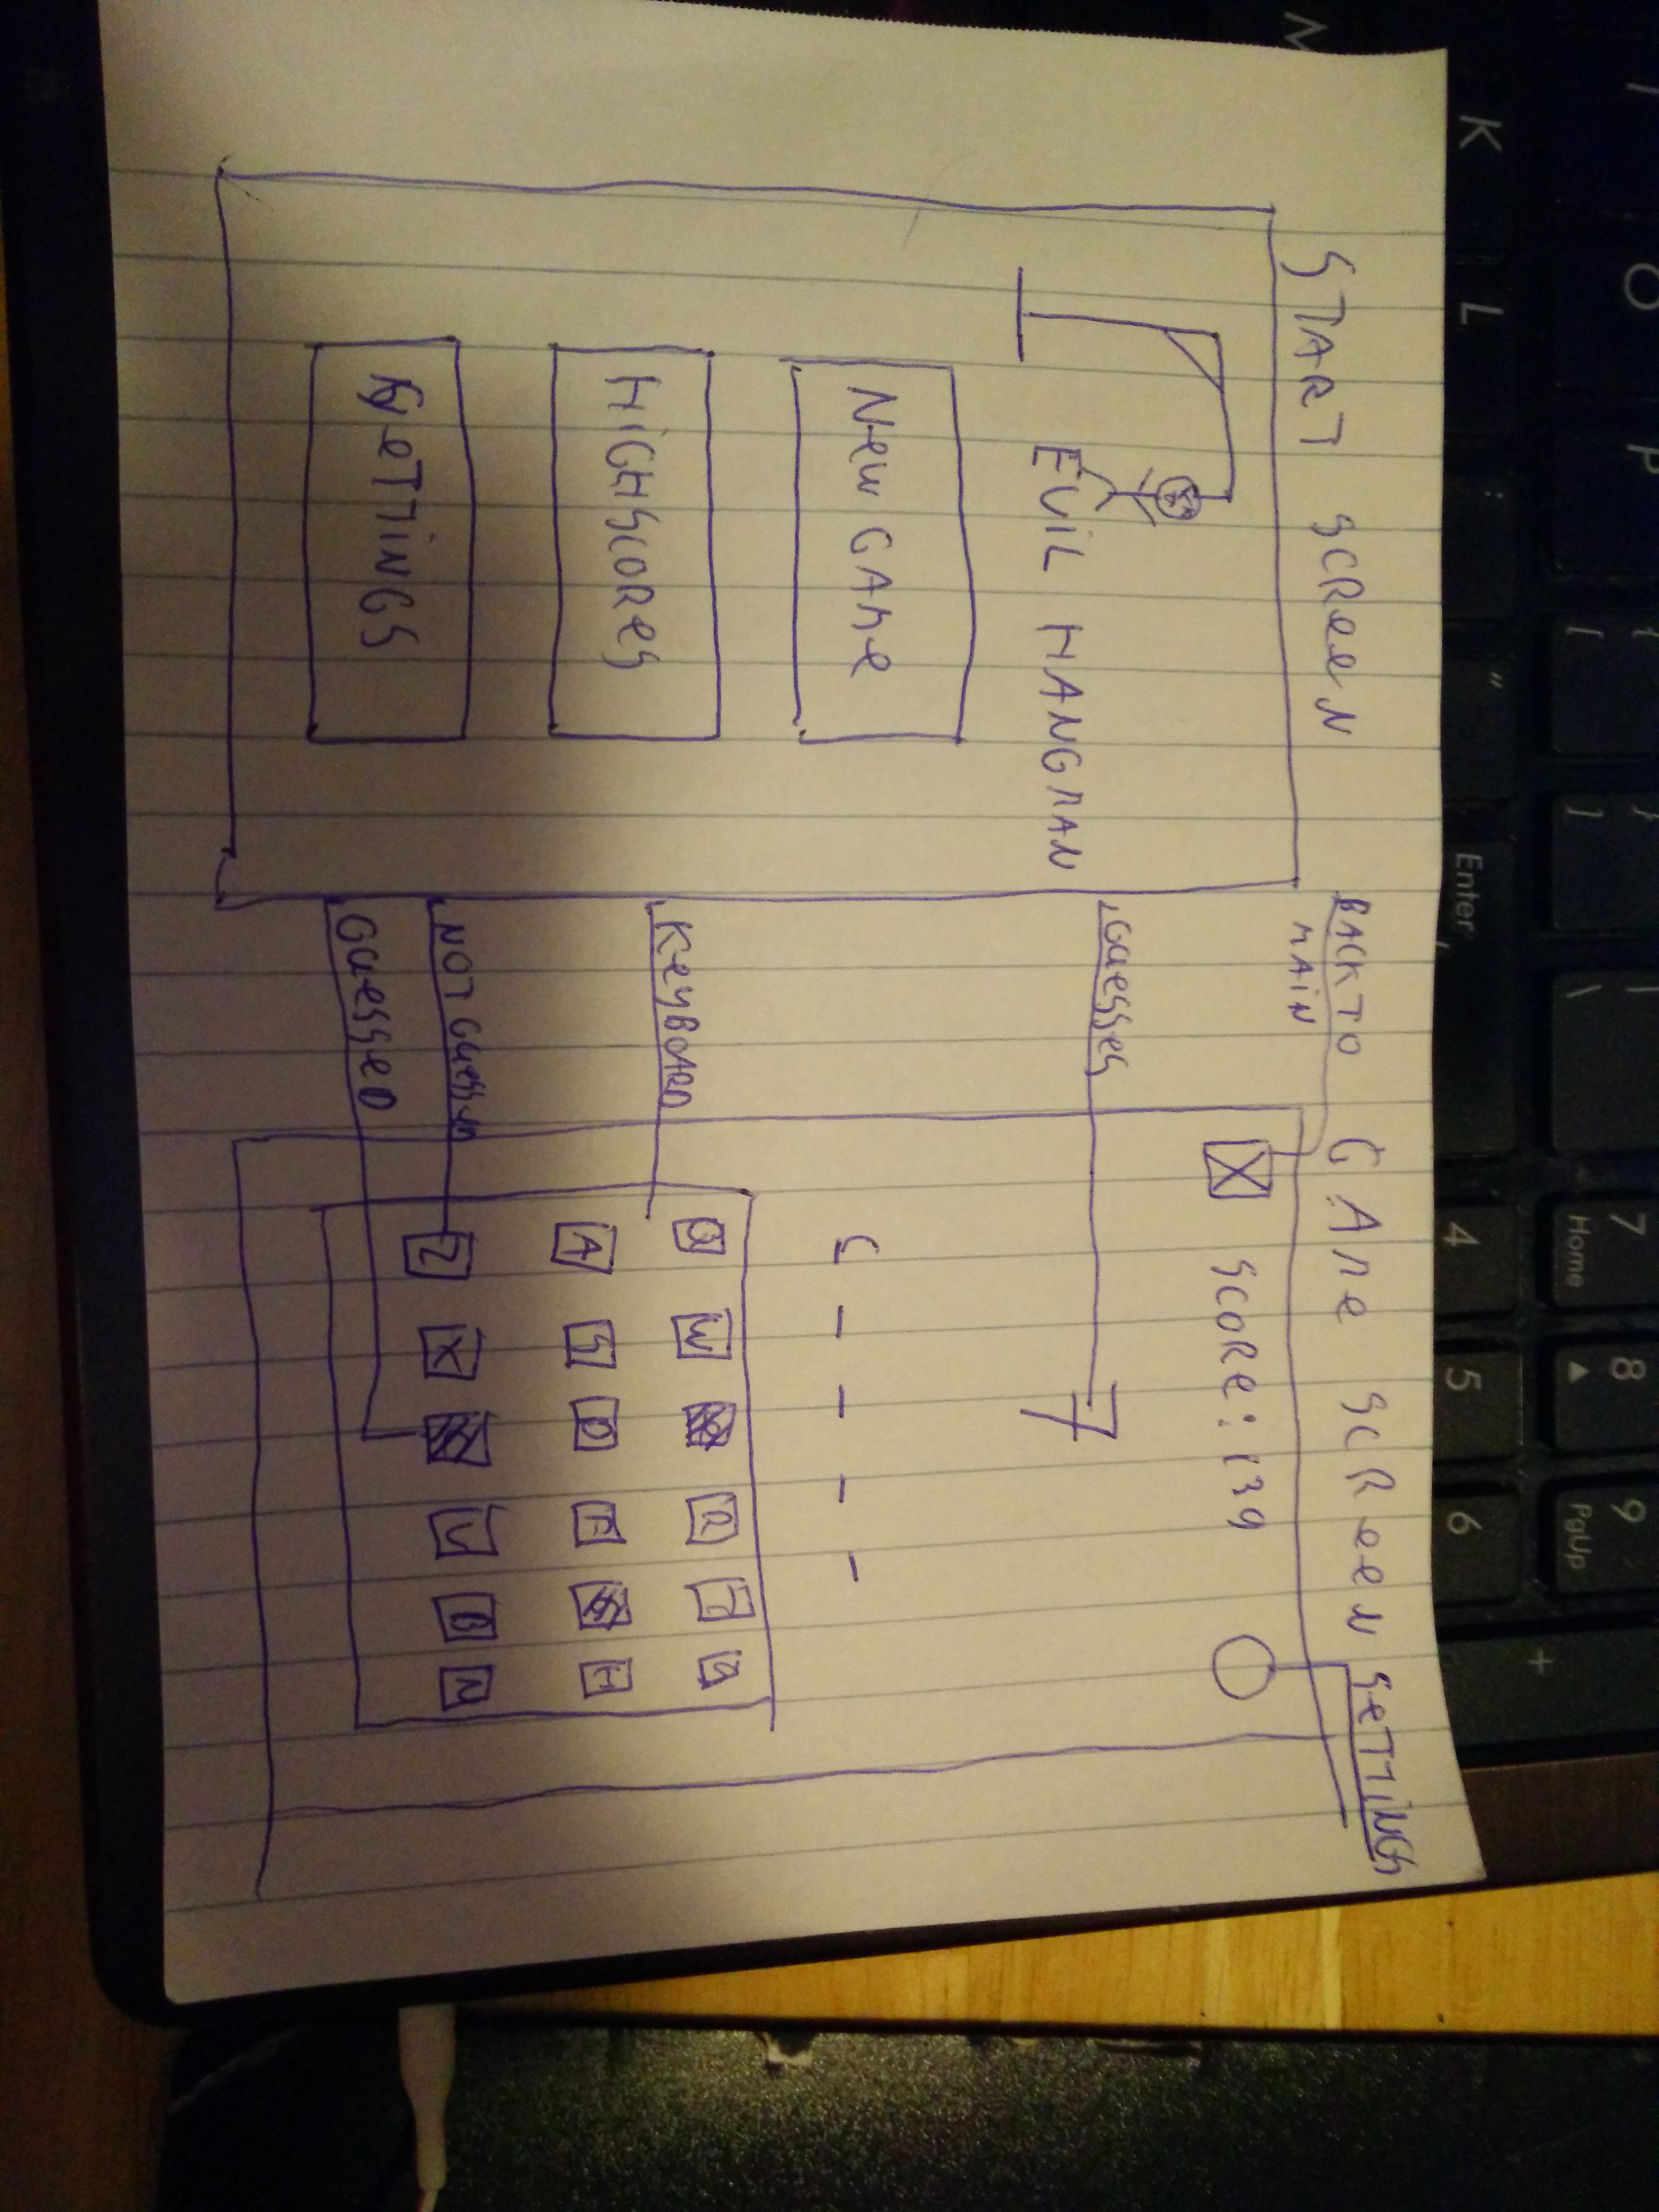 START SCREEN
EVIL HANGMAN
NEW GAME
HIGHSCORES
SETTINGS
GAME SCREEN
BACK TO
MAIN
SETTINGS
X SCORE: 139
GUESSES
7
S _ _ _ _
KEYBOARD
Q W R T Y
A S D F H
NOT GUESSED
Z X V B N
GUESSED
M K L
I O P
: ; " Enter
{ [ } ] | \
7 Home 8 9 PgUp
4 5 6 +